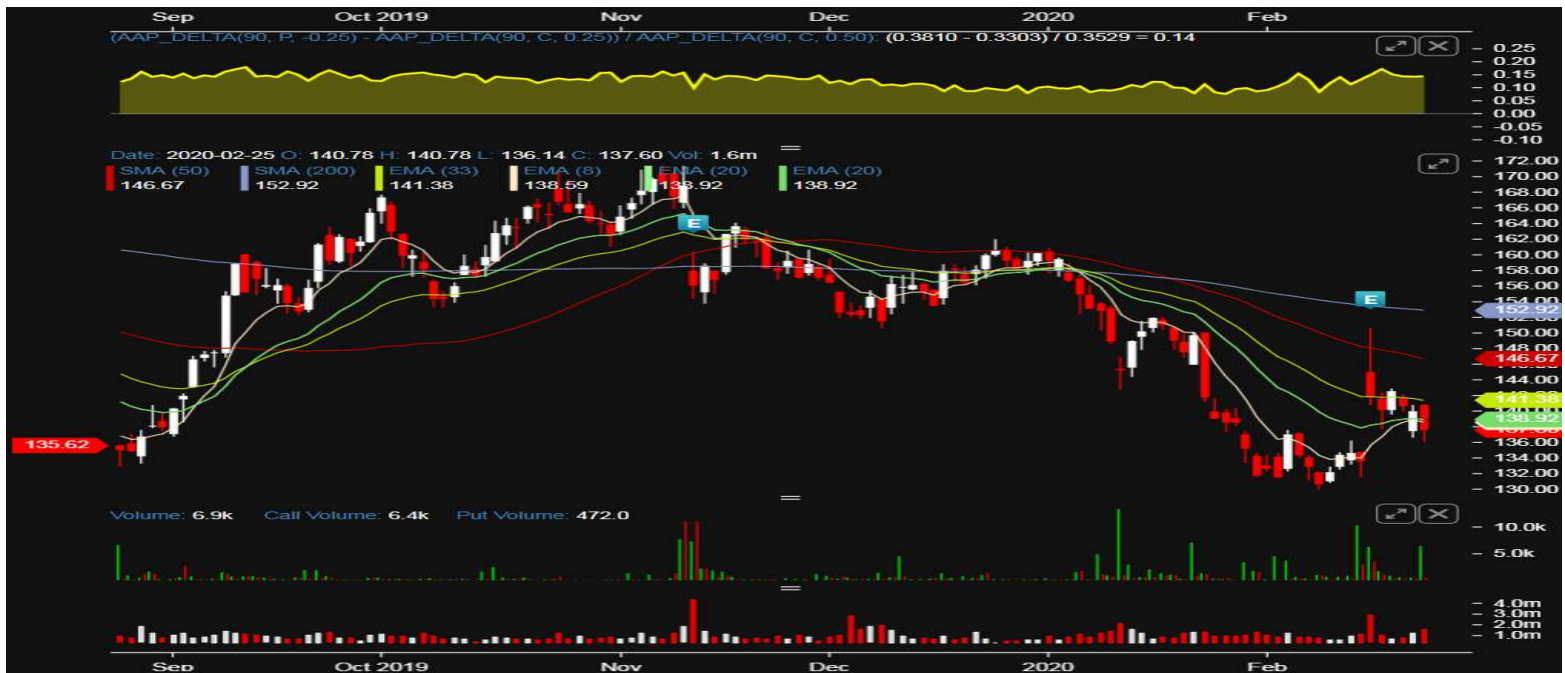 Sep Oct 2019 Nov Dec 2020 Feb
(AAP_DELTA(90, P, -0.25) - AAP_DELTA(90, C, 0.25)) / AAP_DELTA(90, C, 0.50): (0.3810 - 0.3303) / 0.3529 = 0.14
0.25
0.20
0.15
0.10
0.05
0.00
-0.05
-0.10
Date: 2020-02-25 O: 140.78 H: 140.78 L: 136.14 C: 137.60 Vol: 1.6m
SMA (50) SMA (200) EMA (33) EMA (8) EMA (20) EMA (20)
146.67 152.92 141.38 138.59 138.92 138.92
172.00
170.00
168.00
166.00
164.00
162.00
160.00
158.00
156.00
154.00
152.92
150.00
148.00
146.67
144.00
141.38
140.00
138.92
136.00
134.00
132.00
130.00
E
E
135.62
Volume: 6.9k Call Volume: 6.4k Put Volume: 472.0
10.0k
5.0k
4.0m
3.0m
2.0m
1.0m
Sep Oct 2019 Nov Dec 2020 Feb